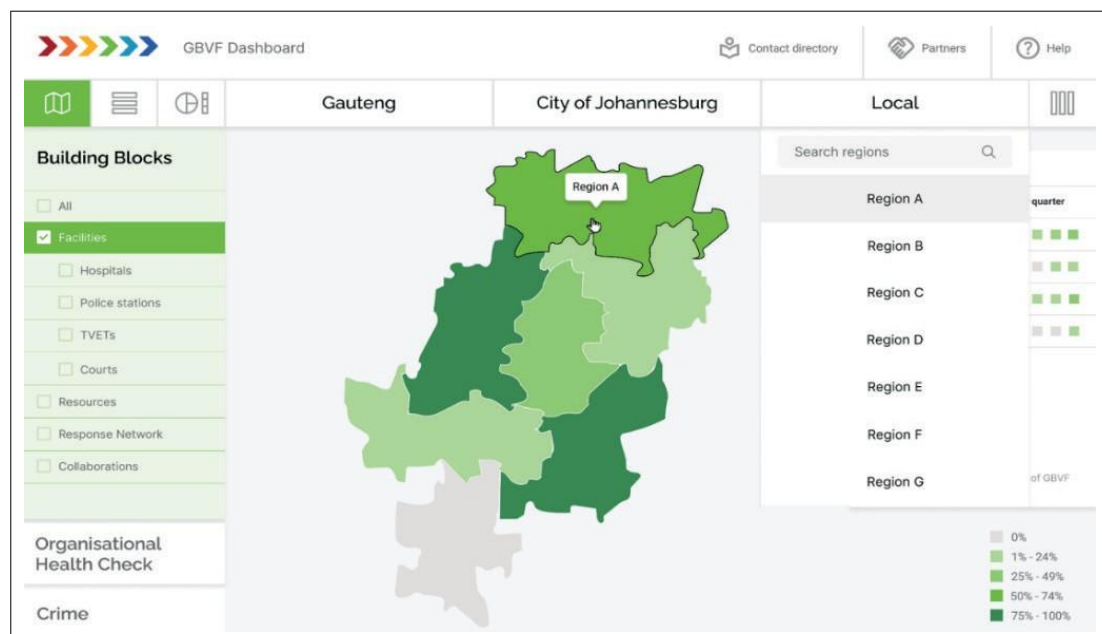 GBVF Dashboard
Contact directory
Partners
Help
Gauteng
City of Johannesburg
Local
Building Blocks
All
Facilities
Hospitals
Police stations
TVETs
Courts
Resources
Response Network
Collaborations
Organisational
Health Check
Crime
Region A
Search regions
Region A
Region B
Region C
Region D
Region E
Region F
Region G
quarter
of GBVF
0%
1% - 24%
25% - 49%
50% - 74%
75% - 100%